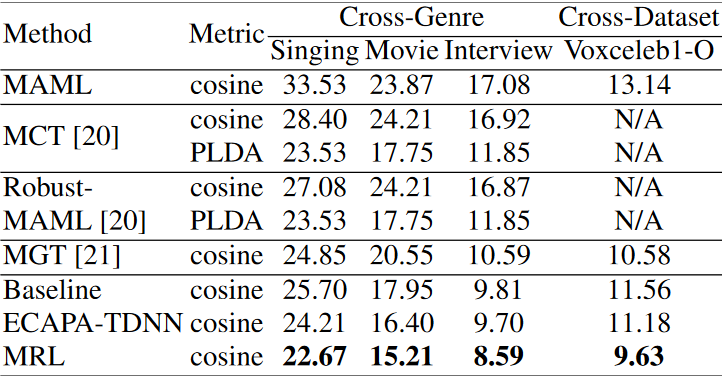 Method Metric Cross-Genre Cross-Dataset
Singing Movie Interview Voxceleb1-O
MAML cosine 33.53 23.87 17.08 13.14
MCT [20] cosine 28.40 24.21 16.92 N/A
PLDA 23.53 17.75 11.85 N/A
Robust- cosine 27.08 24.21 16.87 N/A
MAML [20] PLDA 23.53 17.75 11.85 N/A
MGT [21] cosine 24.85 20.55 10.59 10.58
Baseline cosine 25.70 17.95 9.81 11.56
ECAPA-TDNN cosine 24.21 16.40 9.70 11.18
MRL cosine 22.67 15.21 8.59 9.63